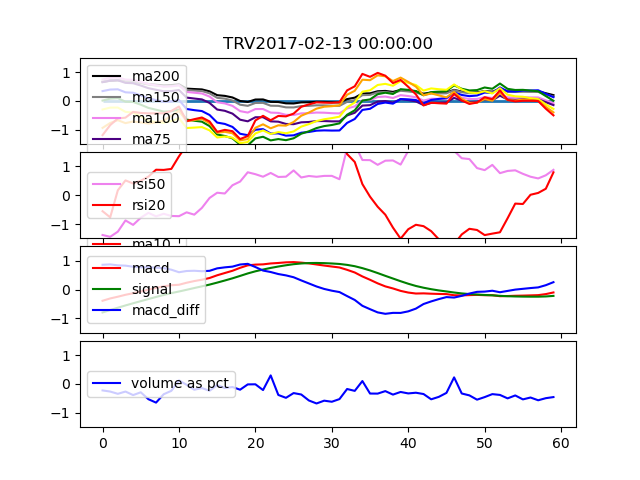 TRV2017-02-13 00:00:00
1
0
−1
ma200
ma150
ma100
ma75
1
0
−1
rsi50
rsi20
ma10
1
0
−1
macd
signal
macd_diff
1
0
−1
volume as pct
0 10 20 30 40 50 60